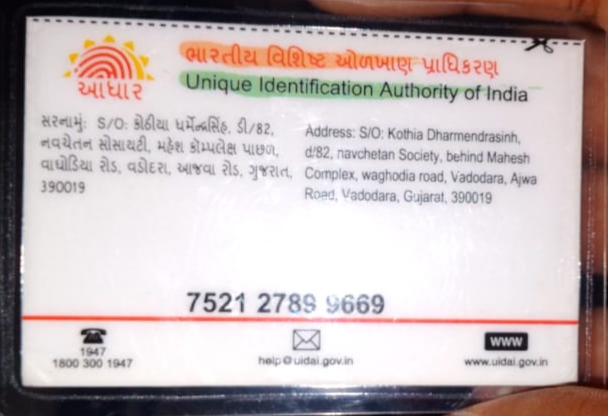 ભારતીય વિશિષ્ટ ઓળખાણ પ્રાધિકરણ
Unique Identification Authority of India
આધાર
સરનામું: S/O: કોઠીયા ધર્મેન્દ્રસિંહ, ડી/82,
નવચેતન સોસાયટી, મહેશ કોમ્પલેક્ષ પાછળ,
વાઘોડિયા રોડ, વડોદરા, આજવા રોડ, ગુજરાત,
390019
Address: S/O: Kothia Dharmendrasinh,
d/82, navchetan Society, behind Mahesh
Complex, waghodia road, Vadodara, Ajwa
Road, Vadodara, Gujarat, 390019
7521 2789 9669
1947
1800 300 1947
help@uidai.gov.in
www
www.uidai.gov.in